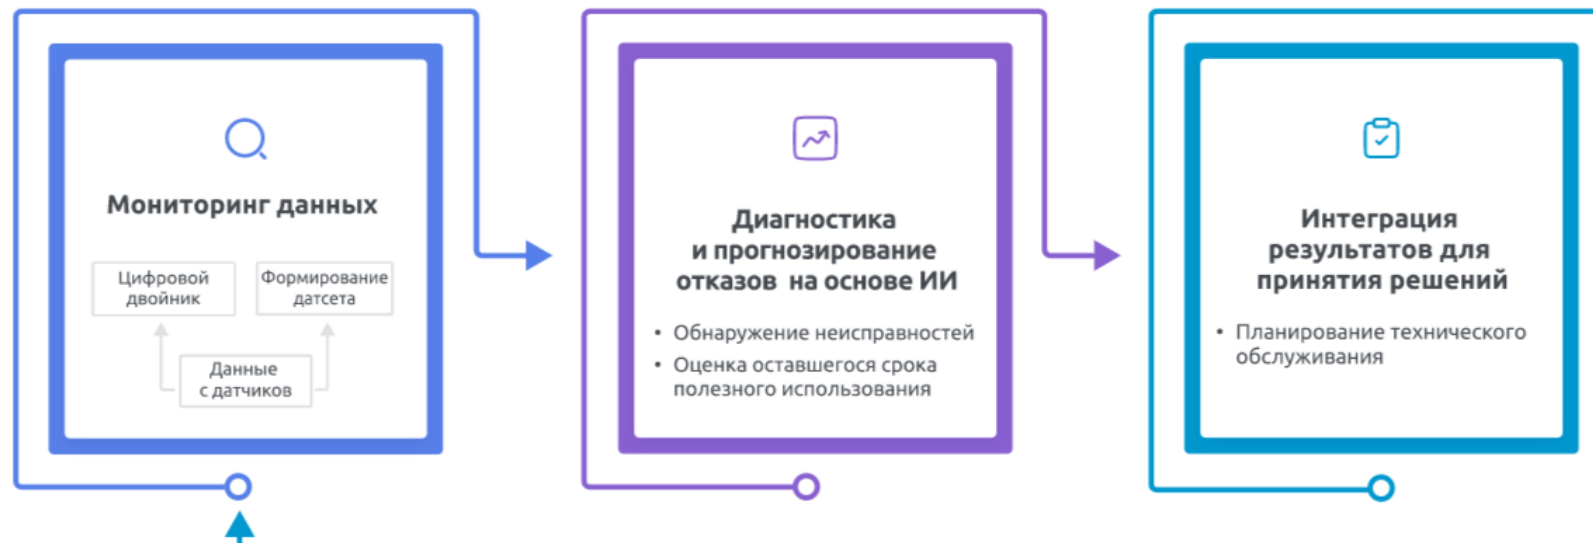 Мониторинг данных
Цифровой
двойник
Формирование
датсета
Данные
с датчиков
Диагностика
и прогнозирование
отказов на основе ИИ
• Обнаружение неисправностей
• Оценка оставшегося срока
полезного использования
Интеграция
результатов для
принятия решений
• Планирование технического
обслуживания